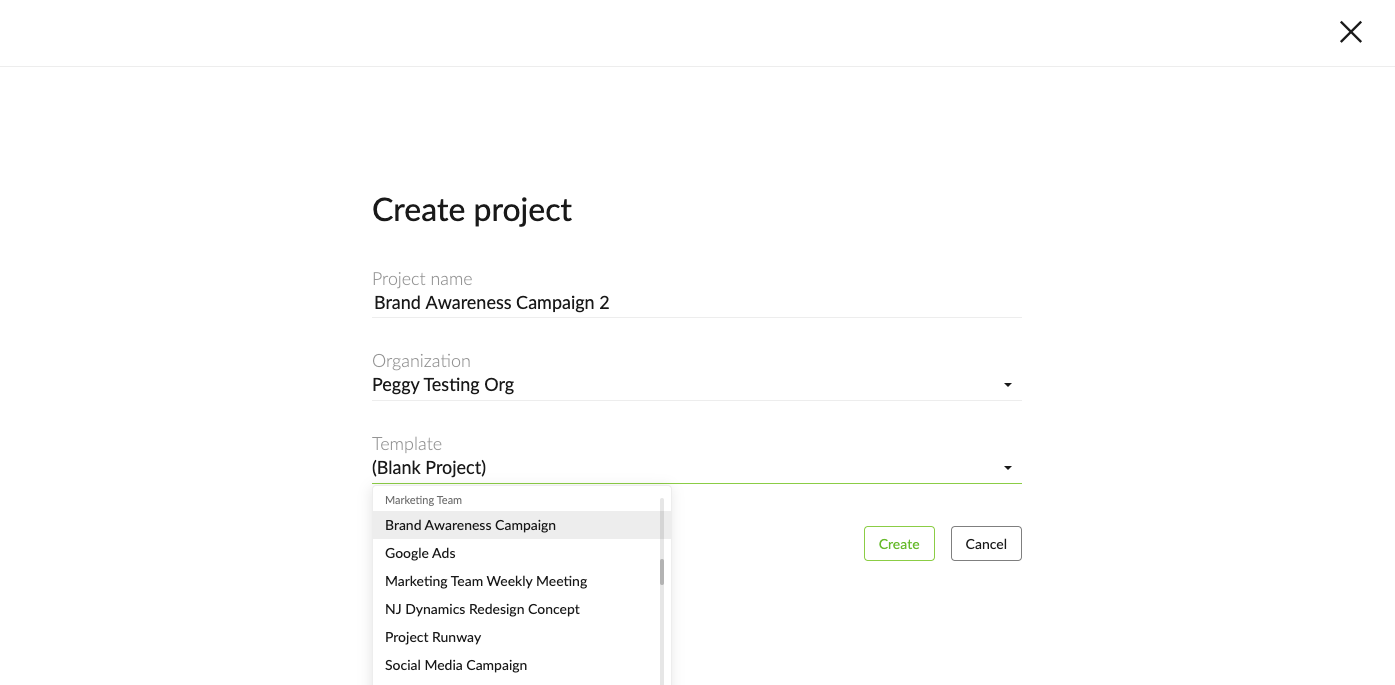 Create project
Project name
Brand Awareness Campaign 2
Organization
Peggy Testing Org
Template
(Blank Project)
Marketing Team
Brand Awareness Campaign
Google Ads
Marketing Team Weekly Meeting
NJ Dynamics Redesign Concept
Project Runway
Social Media Campaign
Create
Cancel